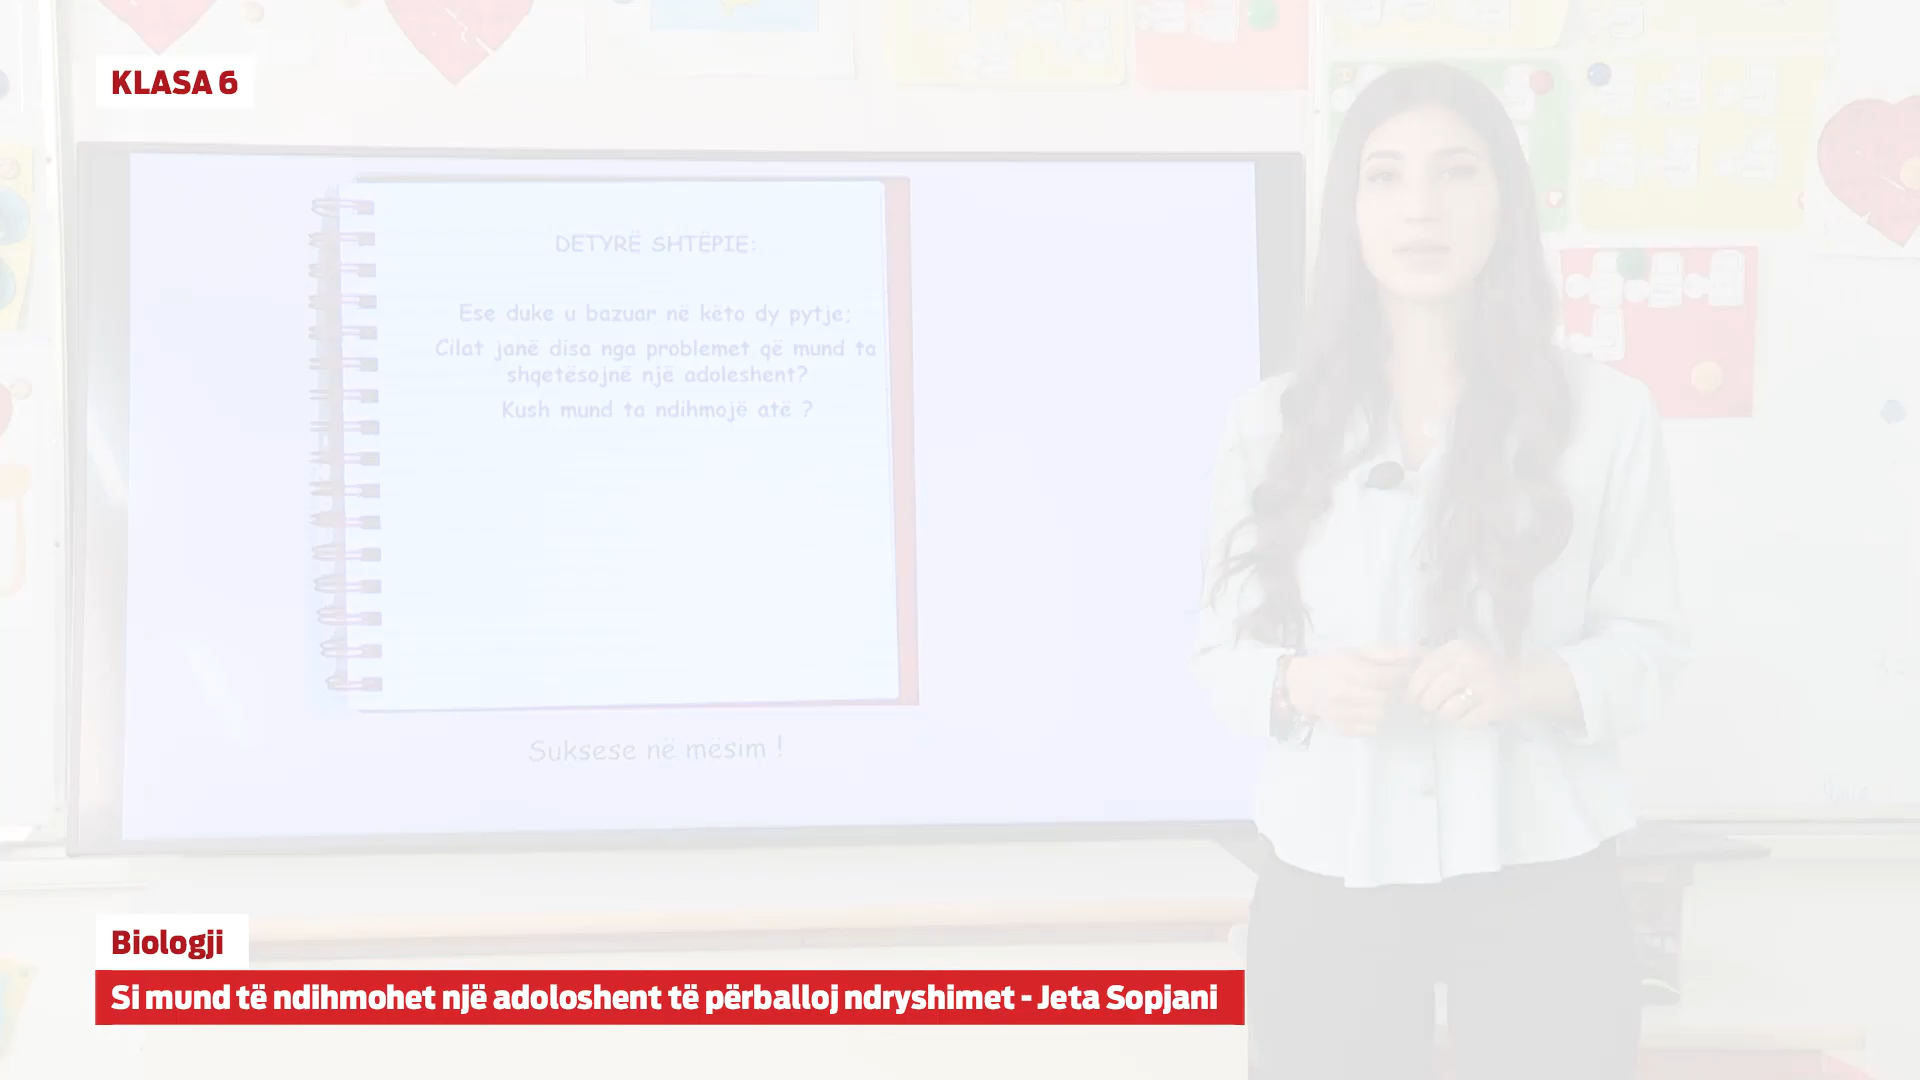 KLASA 6
DETYRË SHTËPIE:
Ese duke u bazuar në këto dy pytje;
Cilat janë disa nga problemet që mund ta
shqetësojnë një adoleshent?
Kush mund ta ndihmojë atë ?
Suksese në mësim !
Biologji
Si mund të ndihmohet një adoloshent të përballoj ndryshimet - Jeta Sopjani